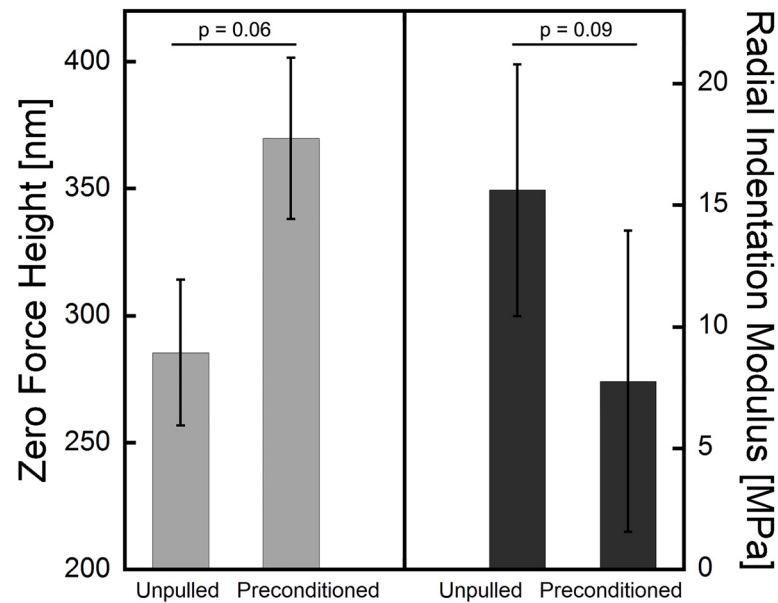 Zero Force Height [nm]
400
350
300
250
200
p = 0.06
p = 0.09
20
15
10
5
0
Radial Indentation Modulus [MPa]
Unpulled Preconditioned
Unpulled Preconditioned